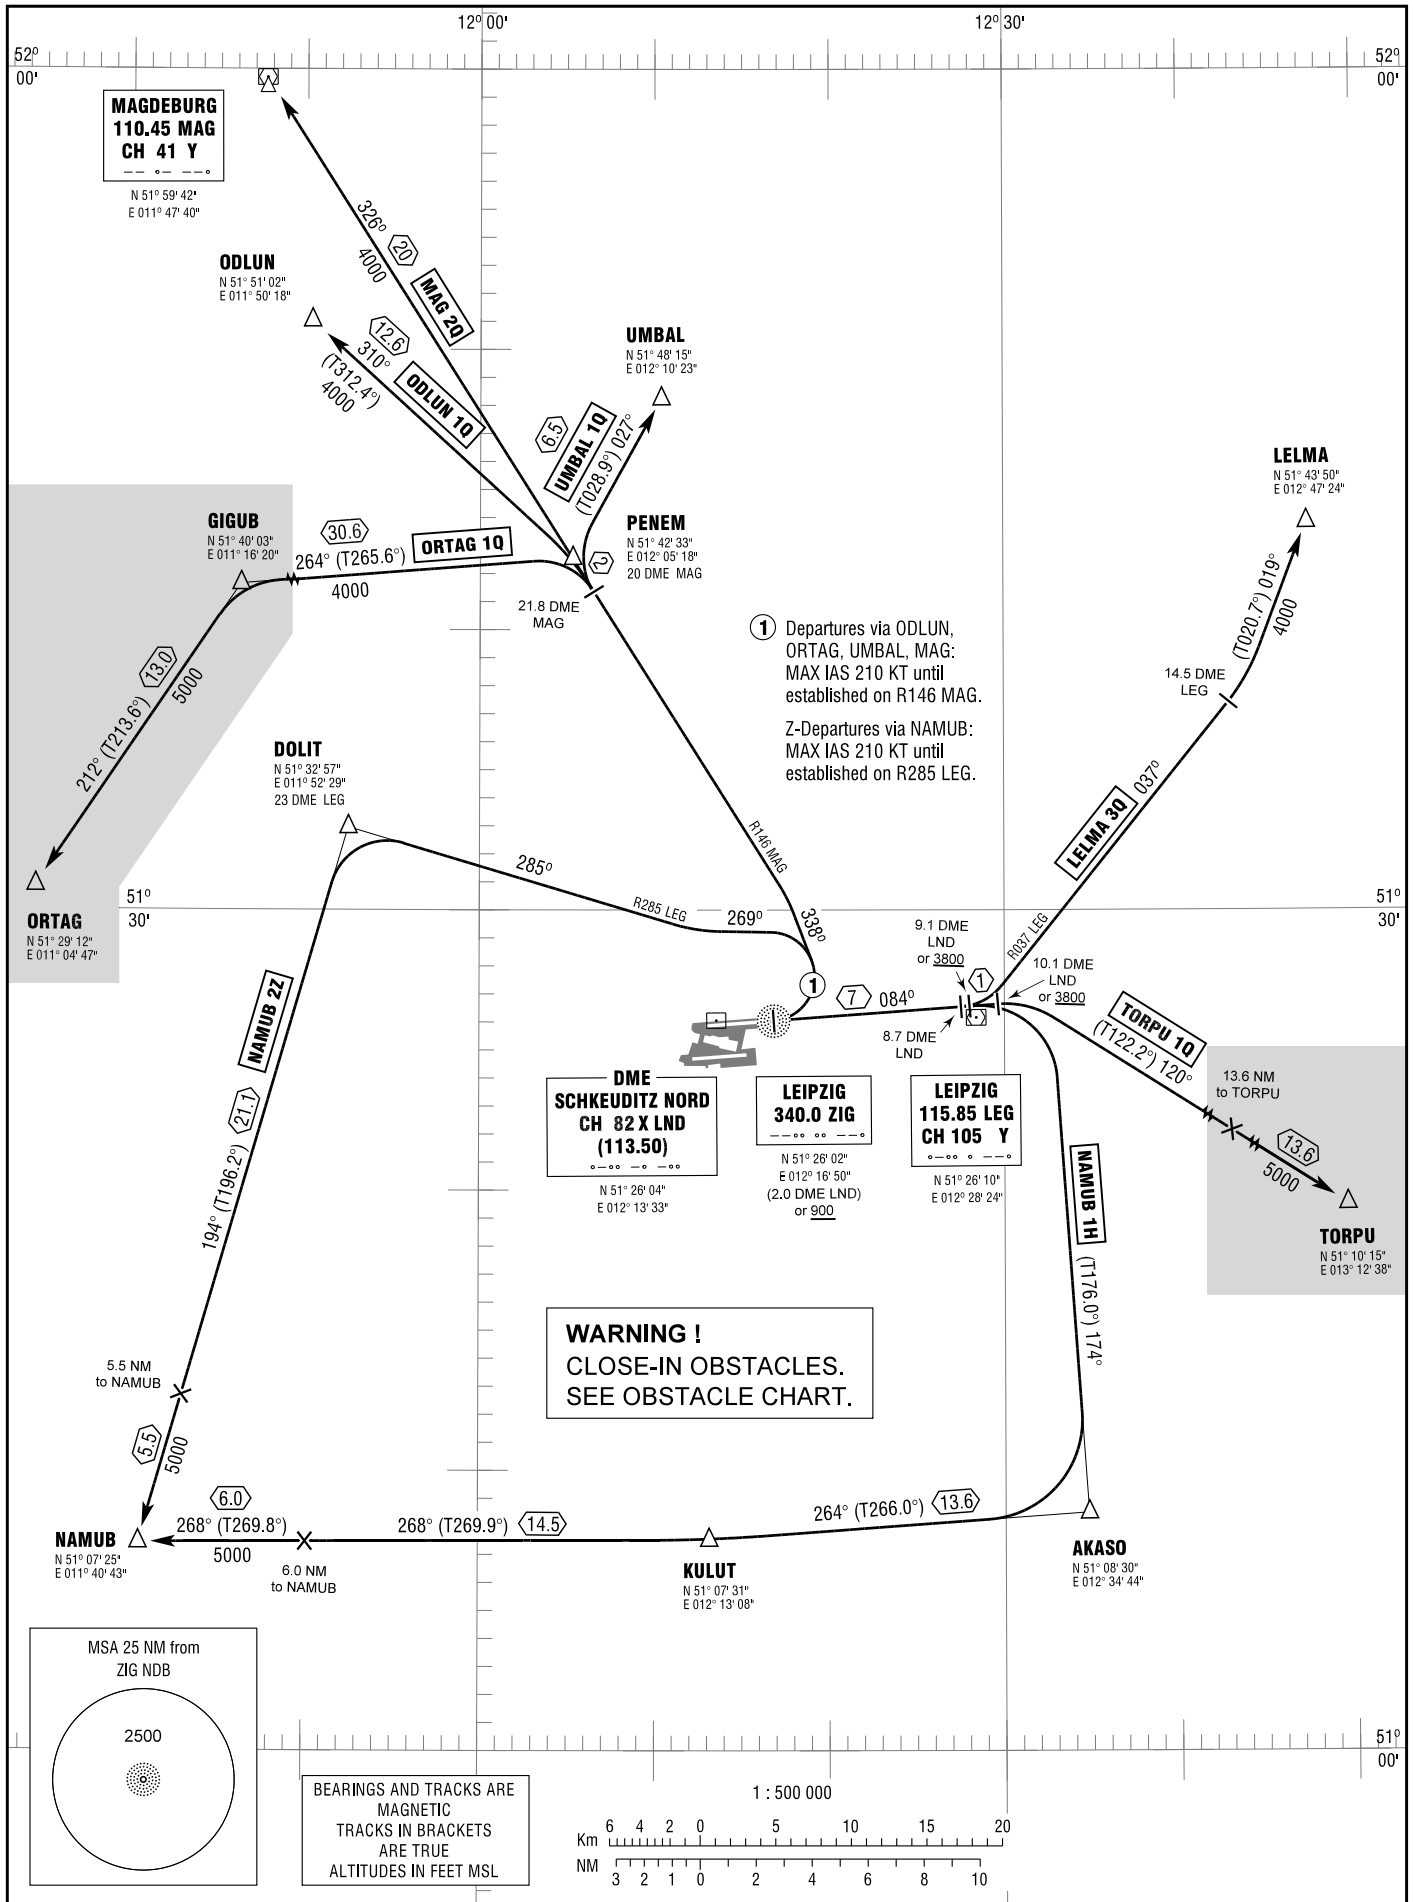 12° 00'
12° 30'
52°
00'
52°
00'
MAGDEBURG
110.45 MAG
CH 41 Y
N 51° 59' 42"
E 011° 47' 40"
326°
20
4000
MAG 2Q
ODLUN
N 51° 51' 02"
E 011° 50' 18"
12.6
310°
(T312.4°)
4000
ODLUN 1Q
UMBAL
N 51° 48' 15"
E 012° 10' 23"
6.5
UMBAL 1Q
(T028.9°) 027°
LELMA
N 51° 43' 50"
E 012° 47' 24"
GIGUB
N 51° 40' 03"
E 011° 16' 20"
30.6
264° (T265.6°)
ORTAG 1Q
4000
PENEM
N 51° 42' 33"
E 012° 05' 18"
20 DME MAG
2
21.8 DME
MAG
1 Departures via ODLUN,
ORTAG, UMBAL, MAG:
MAX IAS 210 KT until
established on R146 MAG.
Z-Departures via NAMUB:
MAX IAS 210 KT until
established on R285 LEG.
(T020.7°) 019°
4000
14.5 DME
LEG
13.0
212° (T213.6°)
5000
DOLIT
N 51° 32' 57"
E 011° 52' 29"
23 DME LEG
R146 MAG
LELMA 3Q
037°
285°
R285 LEG
269°
338°
ORTAG
N 51° 29' 12"
E 011° 04' 47"
51°
30'
51°
30'
9.1 DME
LND
or 3800
R037 LEG
10.1 DME
LND
or 3800
1
1
7
084°
8.7 DME
LND
NAMUB 2Z
TORPU 1Q
(T122.2°) 120°
13.6 NM
to TORPU
13.6
5000
DME
SCHKEUDITZ NORD
CH 82 X LND
(113.50)
N 51° 26' 04"
E 012° 13' 33"
LEIPZIG
340.0 ZIG
N 51° 26' 02"
E 012° 16' 50"
(2.0 DME LND)
or 900
LEIPZIG
115.85 LEG
CH 105 Y
N 51° 26' 10"
E 012° 28' 24"
NAMUB 1H
(T176.0°) 174°
TORPU
N 51° 10' 15"
E 013° 12' 38"
194° (T196.2°)
21.1
WARNING !
CLOSE-IN OBSTACLES.
SEE OBSTACLE CHART.
5.5 NM
to NAMUB
5.5
5000
NAMUB
N 51° 07' 25"
E 011° 40' 43"
6.0
268° (T269.8°)
5000
6.0 NM
to NAMUB
268° (T269.9°)
14.5
KULUT
N 51° 07' 31"
E 012° 13' 08"
264° (T266.0°)
13.6
AKASO
N 51° 08' 30"
E 012° 34' 44"
MSA 25 NM from
ZIG NDB
2500
51°
00'
BEARINGS AND TRACKS ARE
MAGNETIC
TRACKS IN BRACKETS
ARE TRUE
ALTITUDES IN FEET MSL
1 : 500 000
Km 6 4 2 0 5 10 15 20
NM 3 2 1 0 2 4 6 8 10